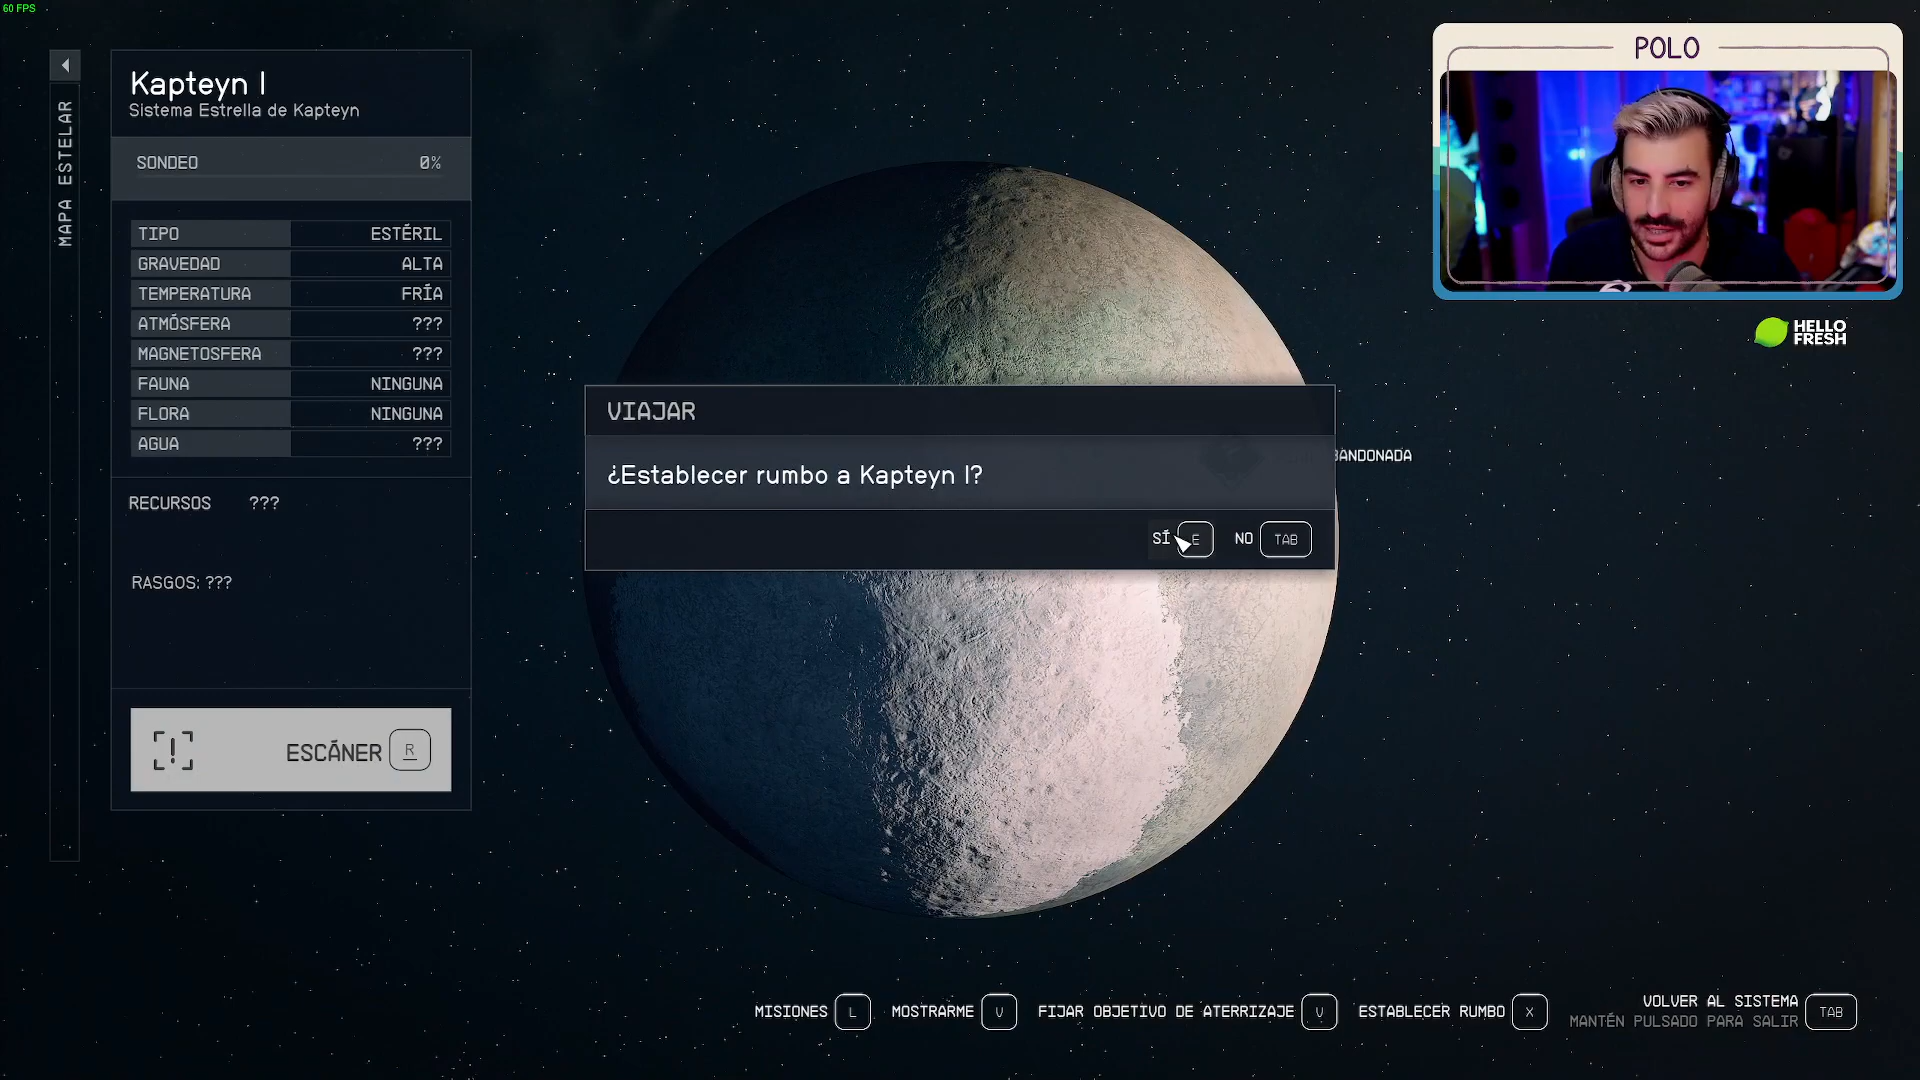 60 FPS
POLO
HELLO
FRESH
MAPA ESTELAR
Kapteyn I
Sistema Estrella de Kapteyn
SONDEO 0%
TIPO ESTÉRIL
GRAVEDAD ALTA
TEMPERATURA FRÍA
ATMÓSFERA ???
MAGNETOSFERA ???
FAUNA NINGUNA
FLORA NINGUNA
AGUA ???
RECURSOS ???
RASGOS: ???
ESCÁNER R
VIAJAR
¿Establecer rumbo a Kapteyn I?
SÍ E NO TAB
MISIONES L MOSTRARME V FIJAR OBJETIVO DE ATERRIZAJE V ESTABLECER RUMBO X
VOLVER AL SISTEMA
MANTÉN PULSADO PARA SALIR TAB